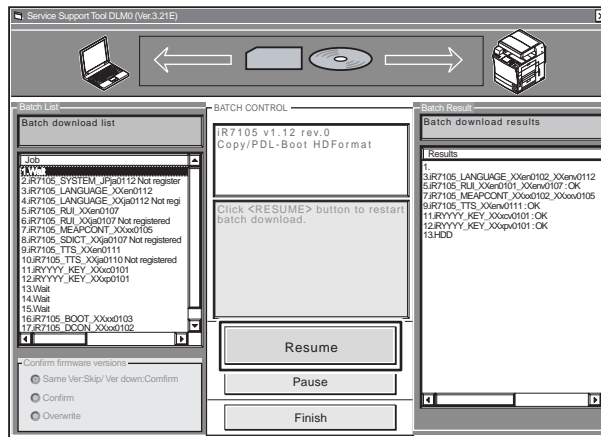 Service Support Tool DLM0 (Ver.3.21E)
Batch List
Batch download list
Job
1.Wait
2.iR7105_SYSTEM_JPja0112 Not register
3.iR7105_LANGUAGE_XXen0112
4.iR7105_LANGUAGE_XXja0112 Not regi
5.iR7105_RUI_XXen0107
6.iR7105_RUI_XXja0107 Not registered
7.iR7105_MEAPCONT_XXxx0105
8.iR7105_SDICT_XXja0107 Not registered
9.iR7105_TTS_XXen0111
10.iR7105_TTS_XXja0110 Not registered
11.iRYYYY_KEY_XXxc0101
12.iRYYYY_KEY_XXxp0101
13.Wait
14.Wait
15.Wait
16.iR7105_BOOT_XXxx0103
17.iR7105_DCON_XXxx0102
Confirm firmware versions
Same Ver:Skip/ Ver down:Comfirm
Confirm
Overwrite
BATCH CONTROL
iR7105 v1.12 rev.0
Copy/PDL-Boot HDFormat
Click <RESUME> button to restart
batch download.
Resume
Pause
Finish
Batch Result
Batch download results
Results
1.
3.iR7105_LANGUAGE_XXen0102_XXenv0112
5.iR7105_RUI_XXen0101_XXenv0107 : OK
7.iR7105_MEAPCONT_XXxx0102_XXxxv0105
9.iR7105_TTS_XXenv0111 : OK
11.iRYYYY_KEY_XXxcv0101 : OK
12.iRYYYY_KEY_XXxpv0101 : OK
13.HDD